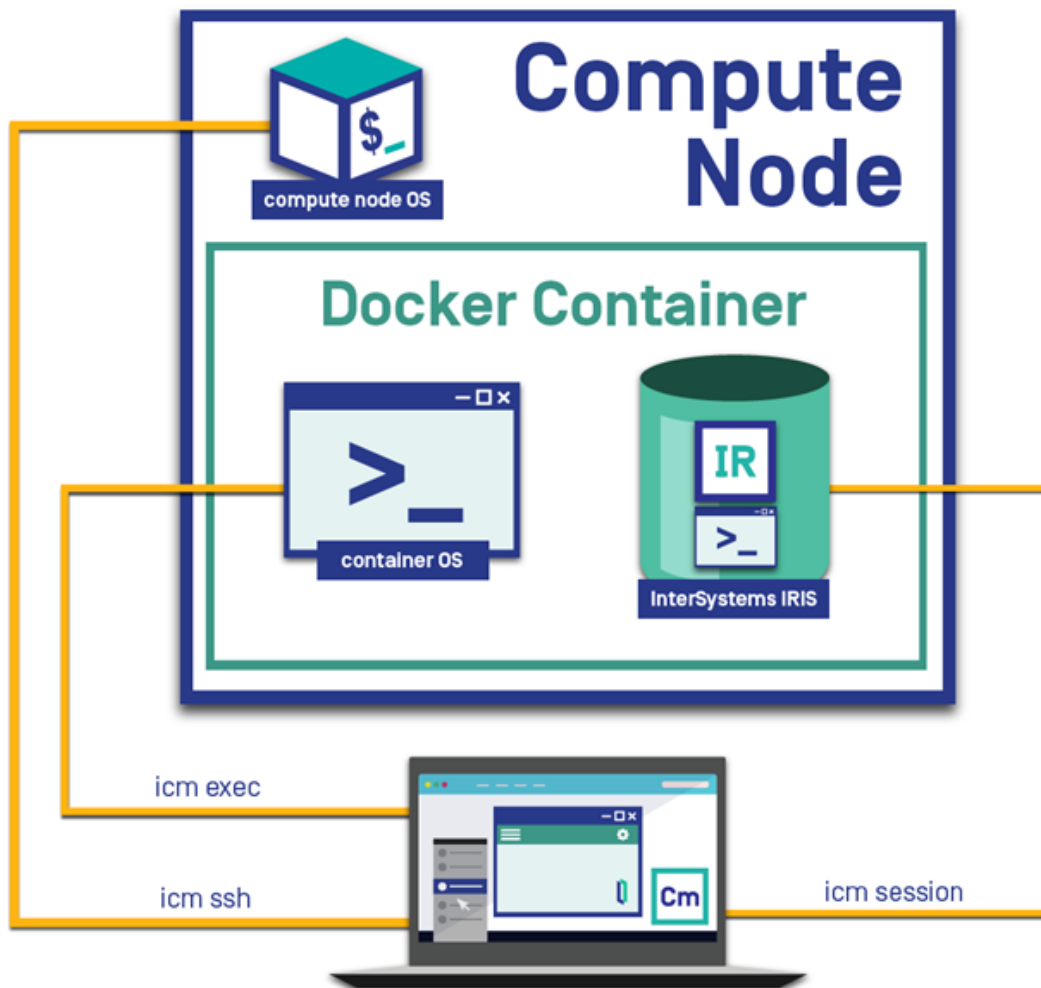 Compute
Node
$_
compute node OS
Docker Container
>_
container OS
IR
>_
InterSystems IRIS
icm exec
icm ssh
Cm
icm session